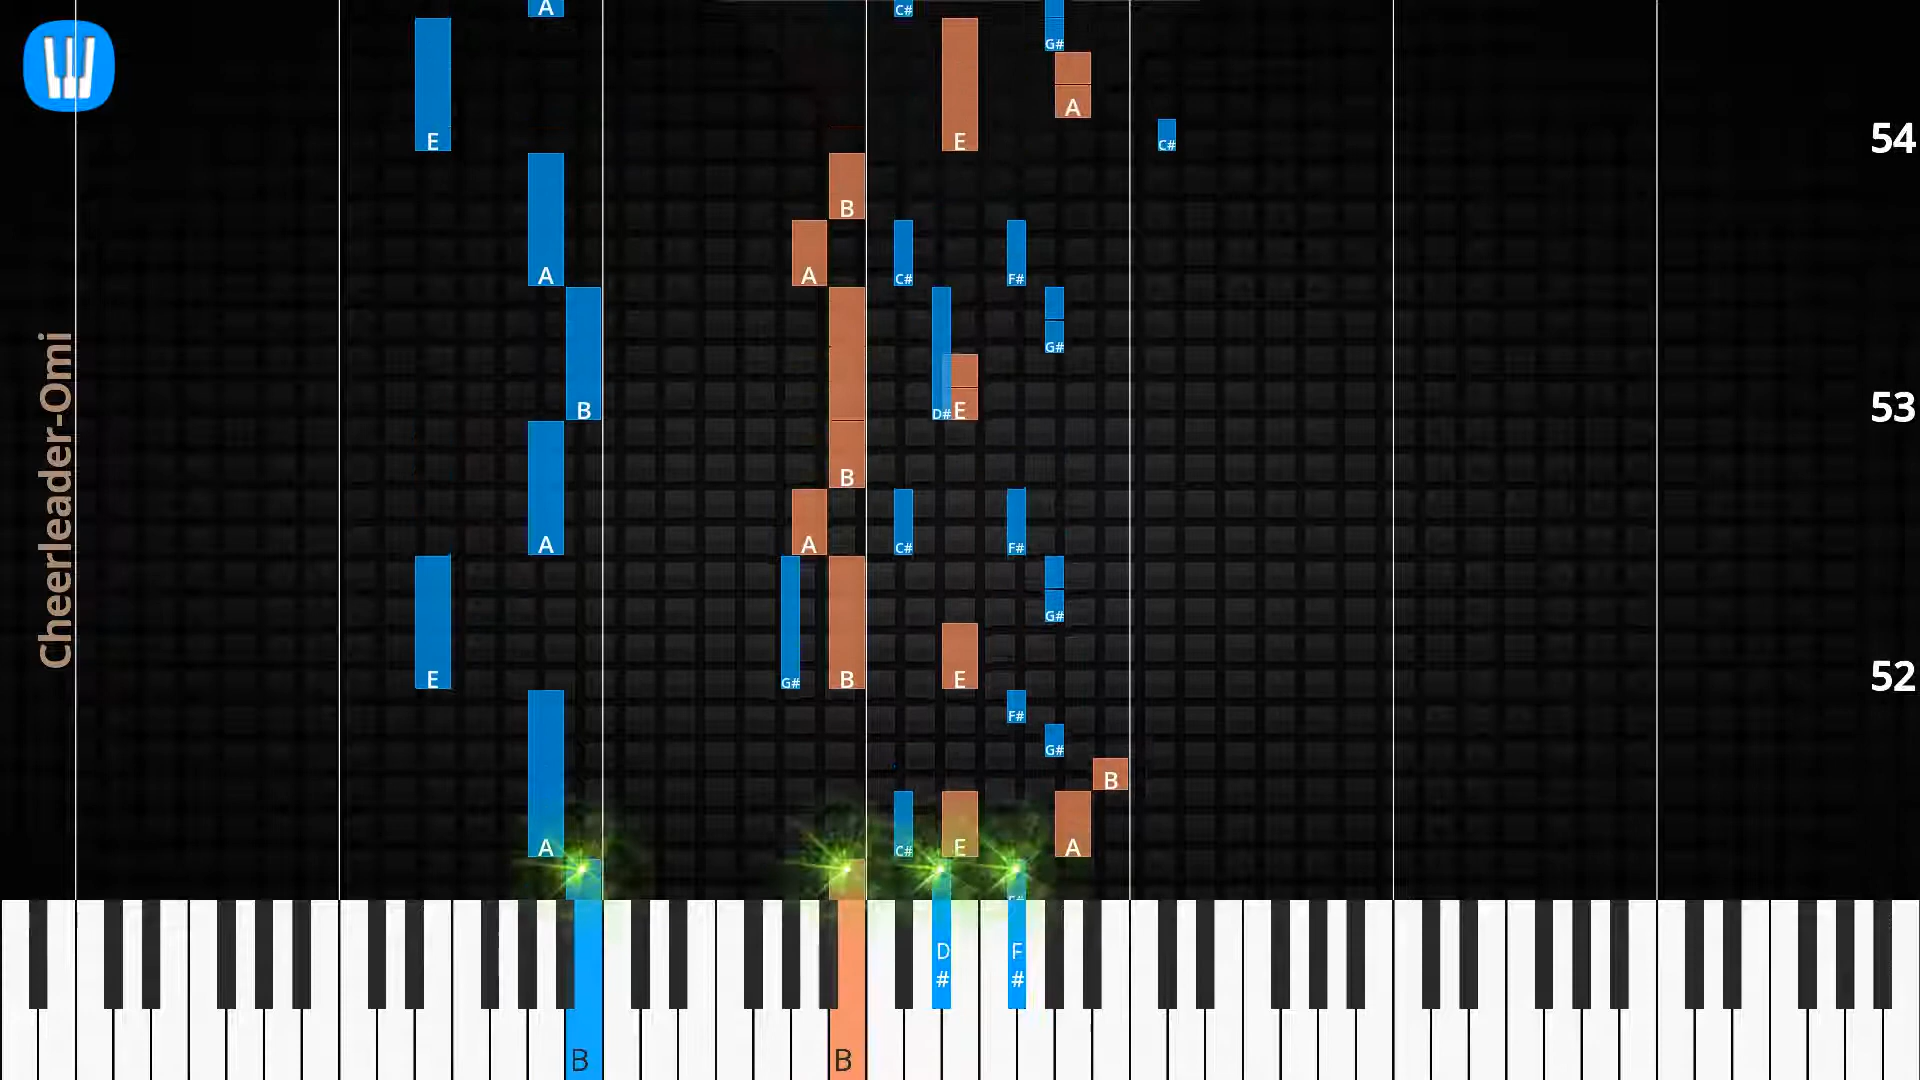 A C#
G#
A
E E C#
54
B
A A C# F#
G#
B D# E
53
B
A A C# F#
G#
E G# B E
52
F#
G#
B
A C# E A
D# F#
B B
Cheerleader-Omi